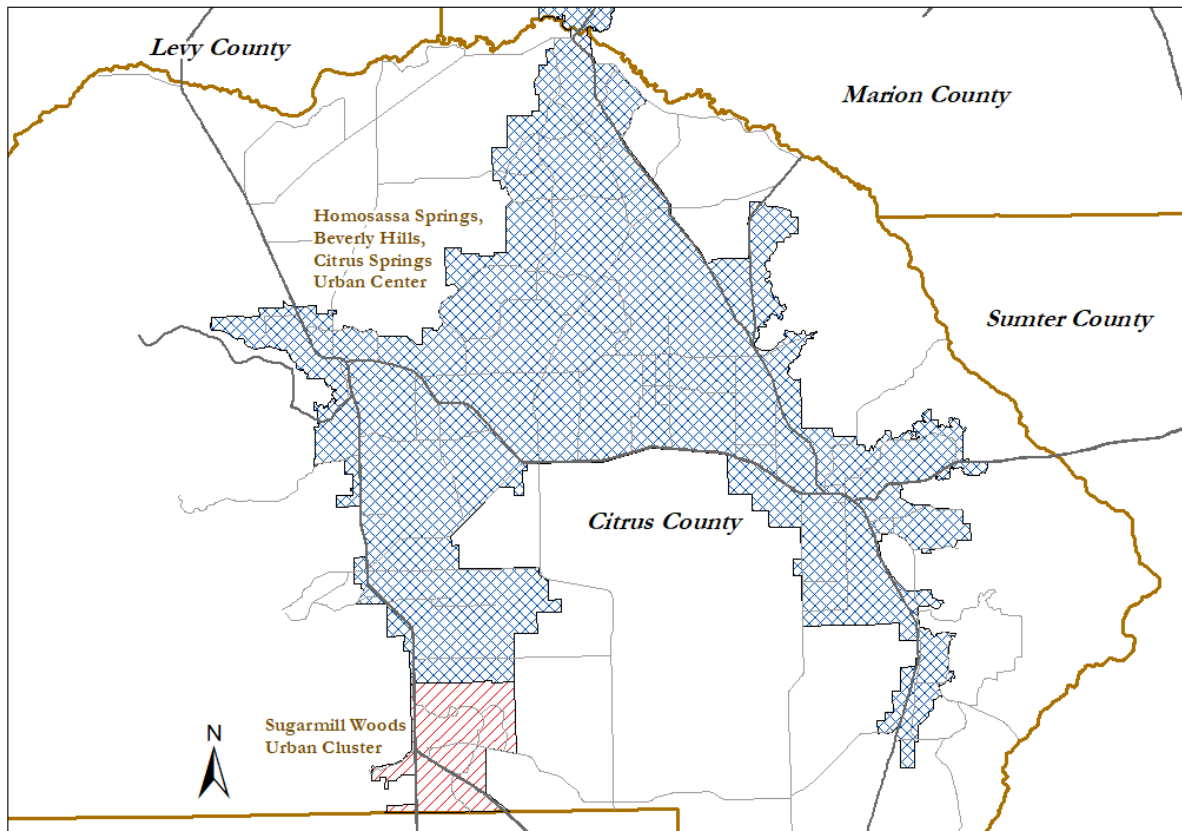 Levy County
Marion County
Homosassa Springs,
Beverly Hills,
Citrus Springs
Urban Center
Sumter County
Citrus County
Sugarmill Woods
Urban Cluster
N